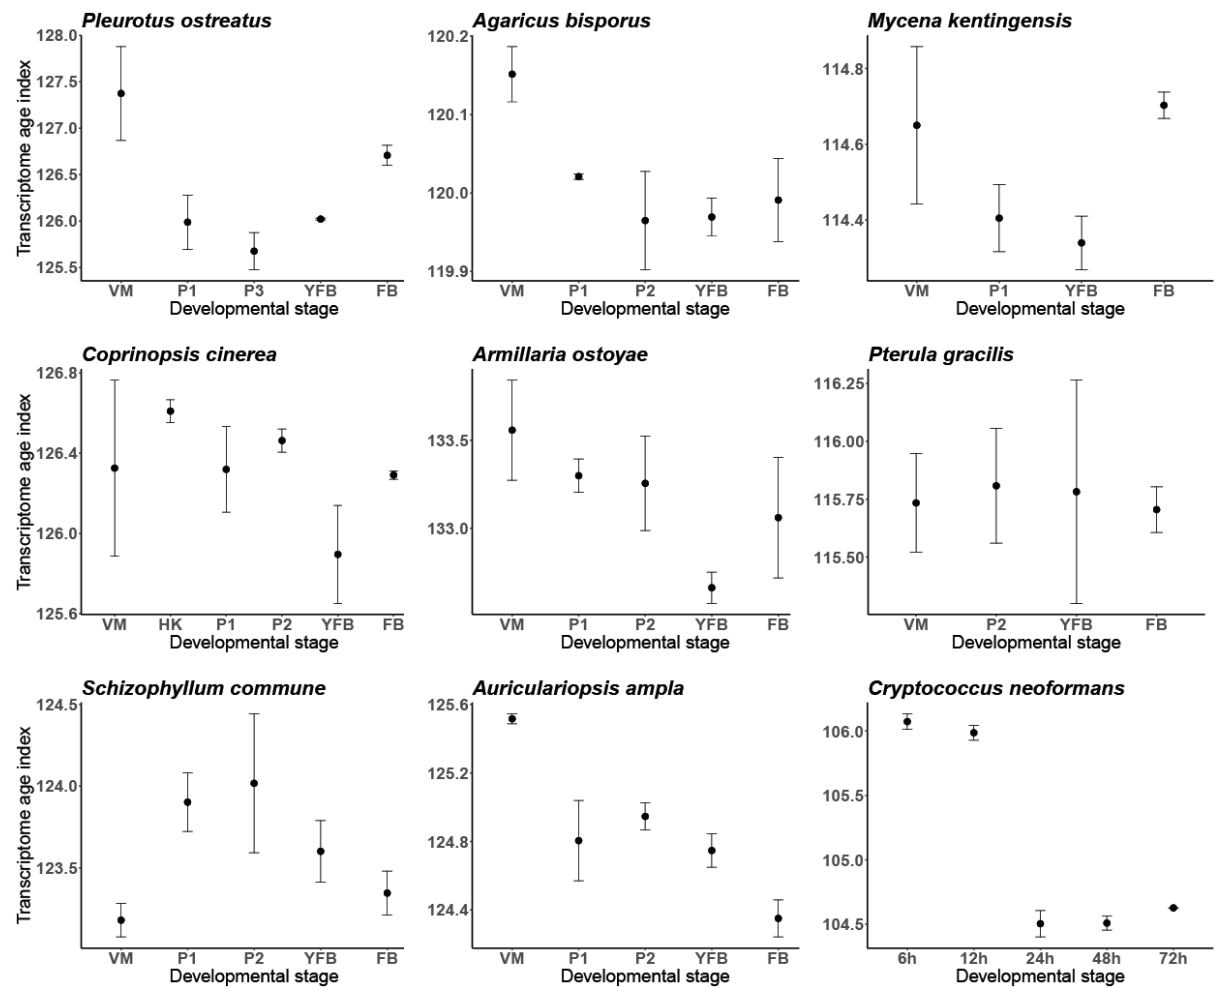 Pleurotus ostreatus
Transcriptome age index
128.0
127.5
127.0
126.5
126.0
125.5
VM P1 P3 YFB FB
Developmental stage
Agaricus bisporus
120.2
120.1
120.0
119.9
VM P1 P2 YFB FB
Developmental stage
Mycena kentingensis
114.8
114.6
114.4
VM P1 YFB FB
Developmental stage
Coprinopsis cinerea
Transcriptome age index
126.8
126.4
126.0
125.6
VM HK P1 P2 YFB FB
Developmental stage
Armillaria ostoyae
133.5
133.0
VM P1 P2 YFB FB
Developmental stage
Pterula gracilis
116.25
116.00
115.75
115.50
VM P2 YFB FB
Developmental stage
Schizophyllum commune
Transcriptome age index
124.5
124.0
123.5
VM P1 P2 YFB FB
Developmental stage
Auriculariopsis ampla
125.6
125.2
124.8
124.4
VM P1 P2 YFB FB
Developmental stage
Cryptococcus neoformans
106.0
105.5
105.0
104.5
6h 12h 24h 48h 72h
Developmental stage